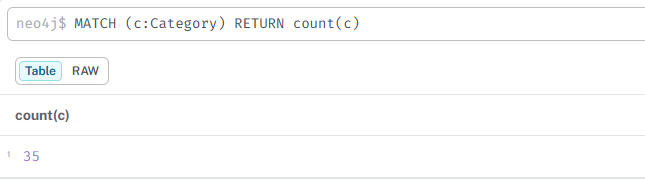 neo4j$ MATCH (c:Category) RETURN count(c)
Table RAW
count(c)
1 35